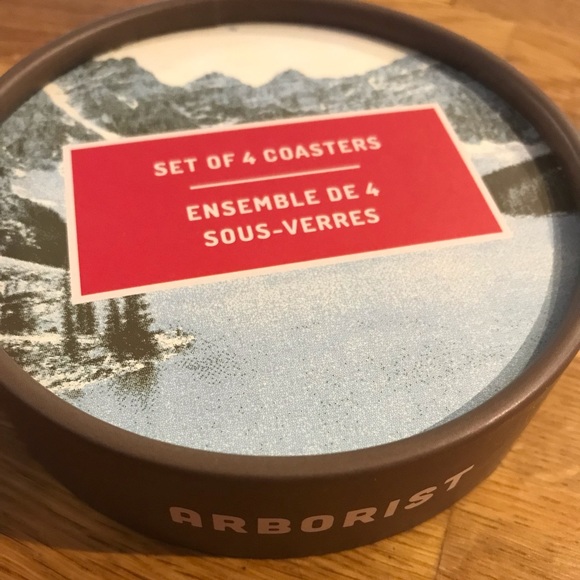 SET OF 4 COASTERS
ENSEMBLE DE 4
SOUS-VERRES
ARBORIST